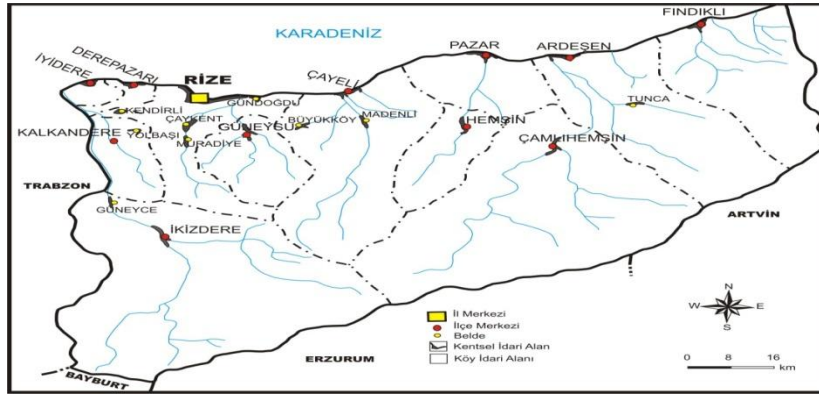 FINDIKLI
KARADENİZ
PAZAR
ARDEŞEN
DEREPAZARI
İYİDERE
RİZE
ÇAYELİ
GÜNDOĞDU
TUNCA
KENDİRLİ
ÇAYKENT
BÜYÜKKÖY
MADENLİ
GÜNEYSU
HEMŞİN
KALKANDERE
YOLBAŞI
MURADİYE
ÇAMLIHEMŞİN
TRABZON
GÜNEYCE
ARTVİN
İKİZDERE
N
W E
S
İl Merkezi
İlçe Merkezi
Belde
Kentsel İdari Alan
Köy İdari Alanı
ERZURUM
BAYBURT
0 8 16
km